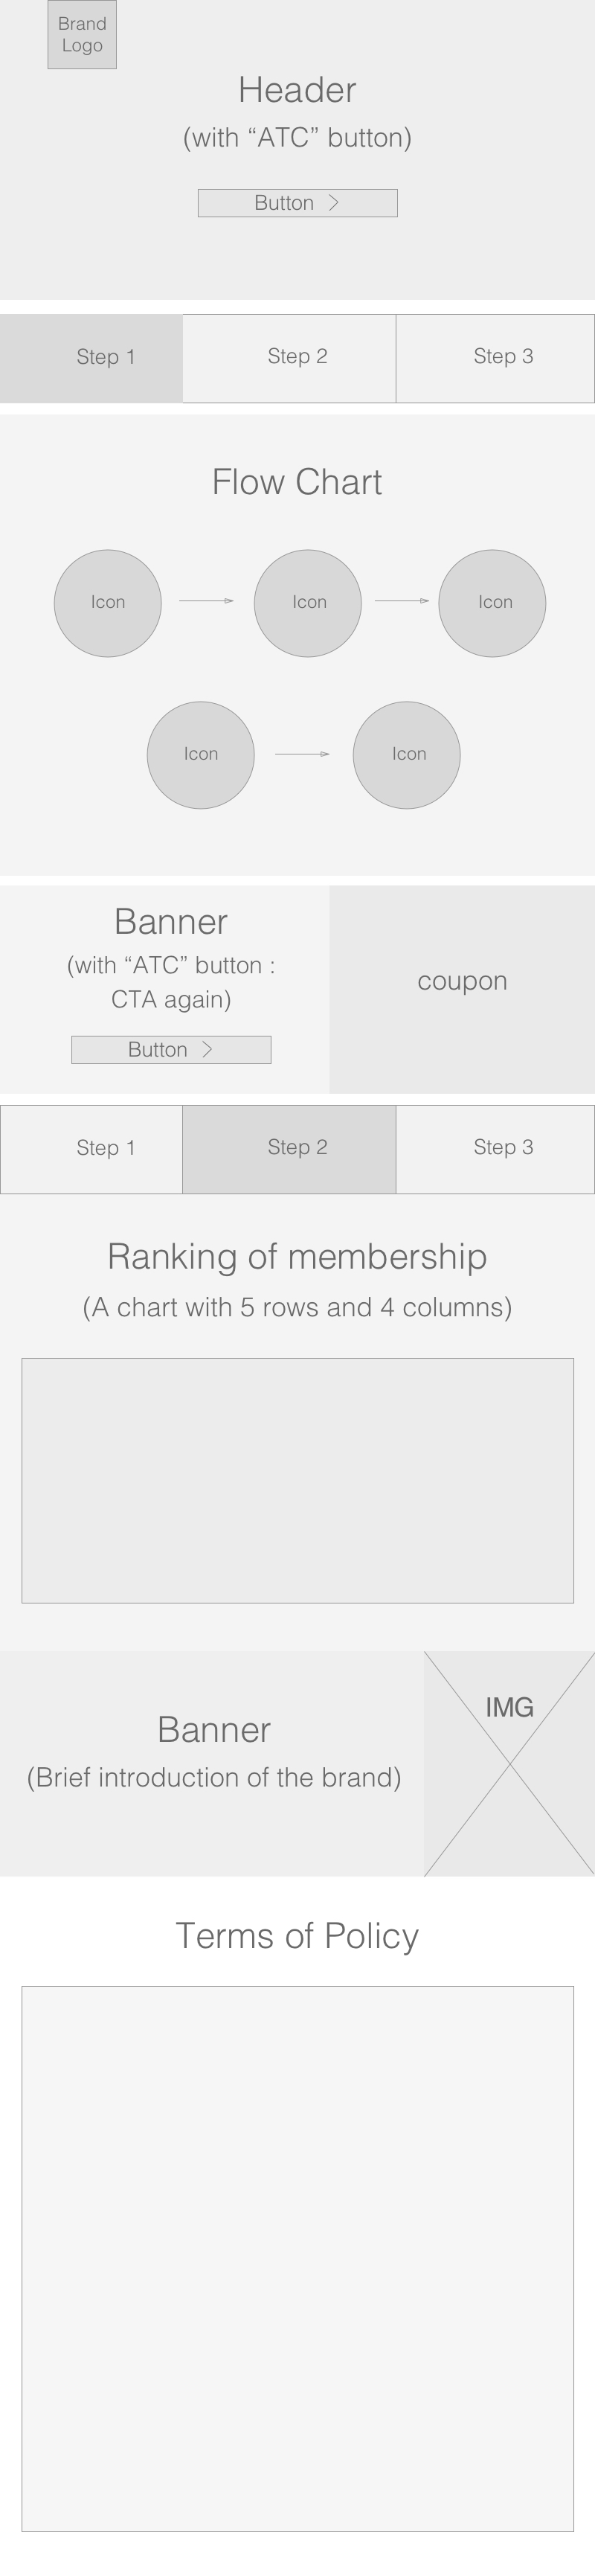 Brand
Logo
Header
(with “ATC” button)
Button
Step 1
Step 2
Step 3
Flow Chart
Icon
Icon
Icon
Icon
Icon
Banner
(with “ATC” button :
CTA again)
Button
coupon
Step 1
Step 2
Step 3
Ranking of membership
(A chart with 5 rows and 4 columns)
Banner
(Brief introduction of the brand)
IMG
Terms of Policy